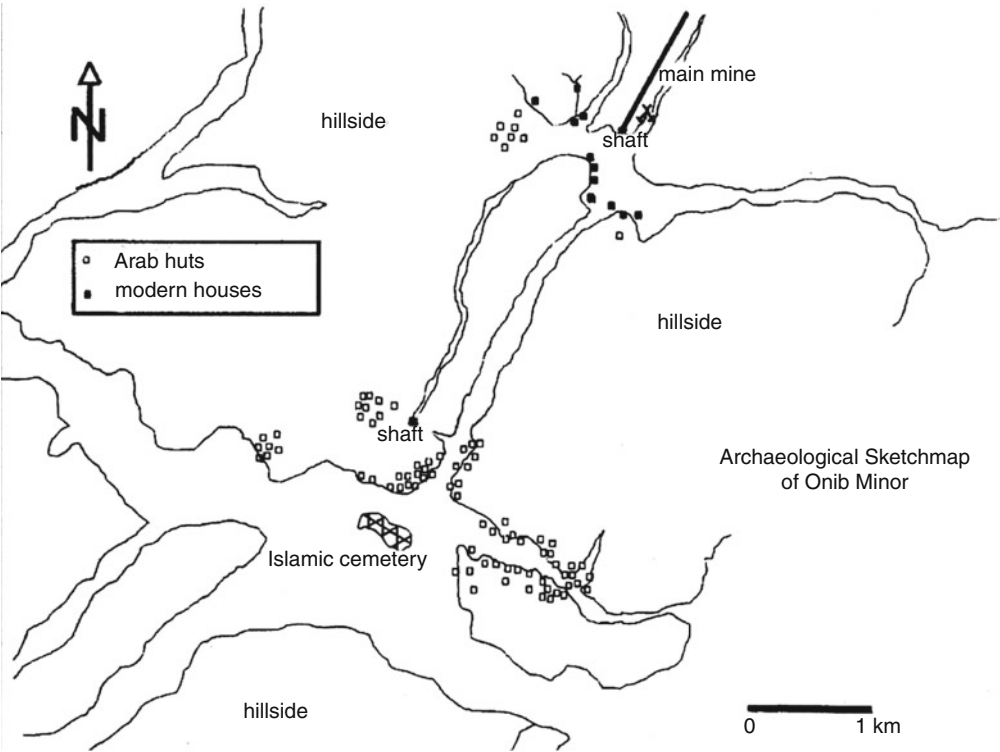 main mine
hillside
shaft
N
Arab huts
modern houses
hillside
shaft
Archaeological Sketchmap
of Onib Minor
Islamic cemetery
hillside
0 1 km